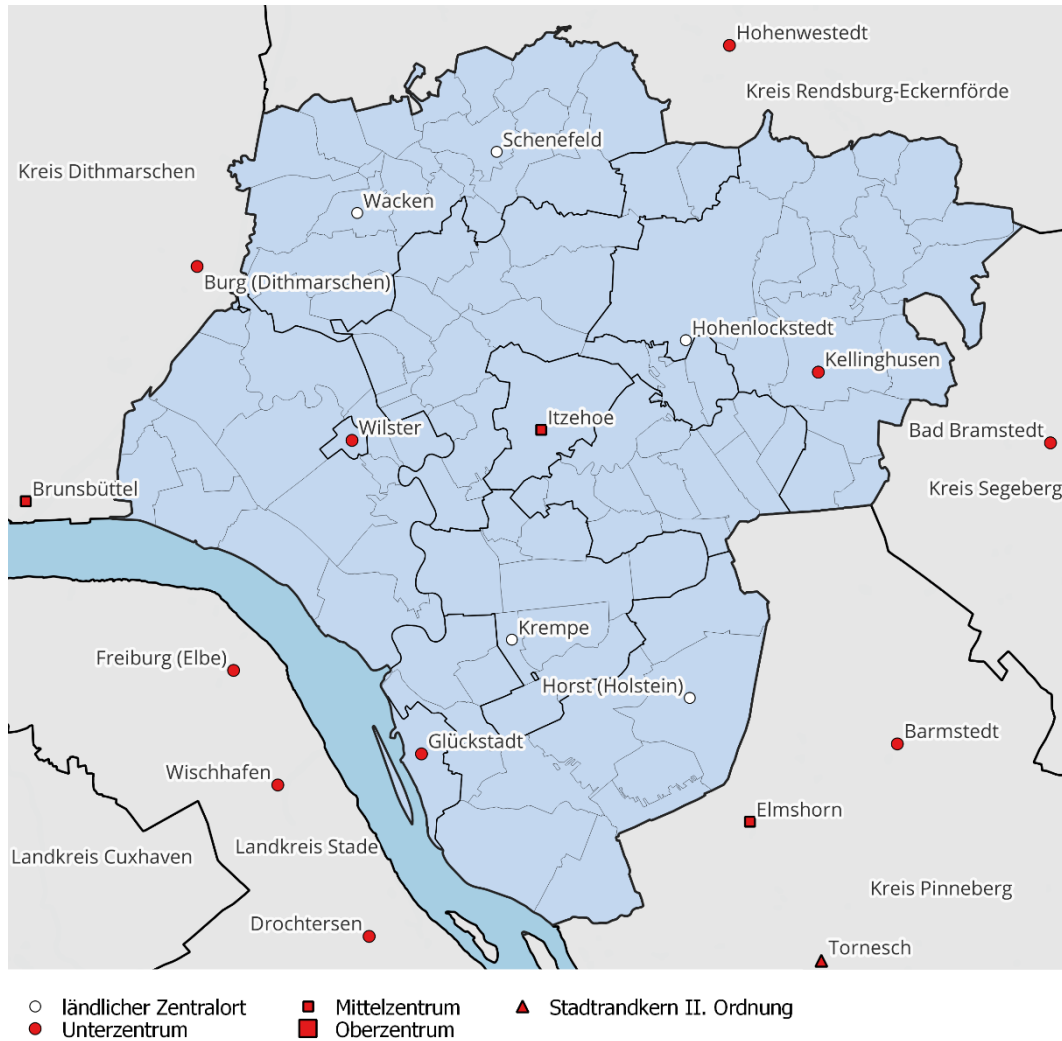 Hohenwestedt
Kreis Rendsburg-Eckernförde
Schenefeld
Kreis Dithmarschen
Wacken
Burg (Dithmarschen)
Hohenlockstedt
Kellinghusen
Itzehoe
Wilster
Bad Bramstedt
Brunsbüttel
Kreis Segeberg
Krempe
Freiburg (Elbe)
Horst (Holstein)
Glückstadt
Barmstedt
Wischhafen
Elmshorn
Landkreis Stade
Landkreis Cuxhaven
Kreis Pinneberg
Drochtersen
Tornesch
ländlicher Zentralort
Mittelzentrum
Stadtrandkern II. Ordnung
Unterzentrum
Oberzentrum